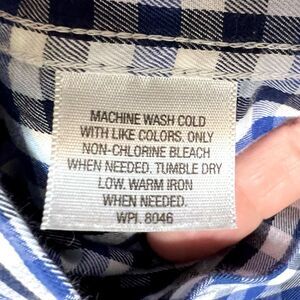 MACHINE WASH COLD
WITH LIKE COLORS. ONLY
NON-CHLORINE BLEACH
WHEN NEEDED. TUMBLE DRY
LOW. WARM IRON
WHEN NEEDED.
WPL 8046